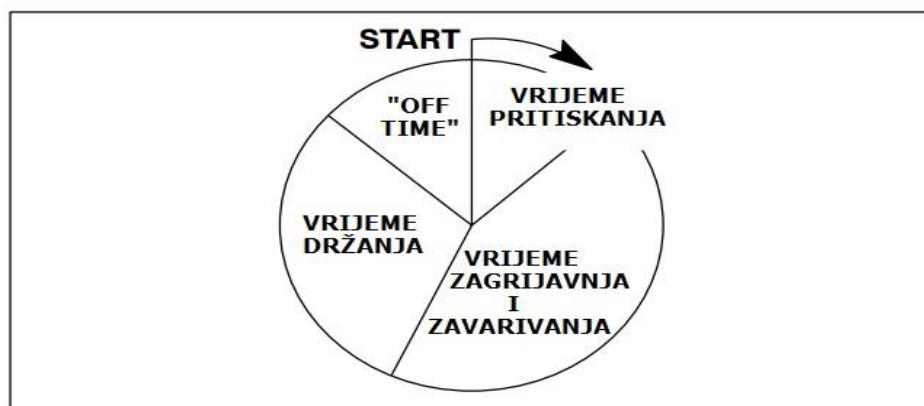 START
VRIJEME
PRITISKANJA
"OFF
TIME"
VRIJEME
DRŽANJA
VRIJEME
ZAGRIJAVNJA
I
ZAVARIVANJA